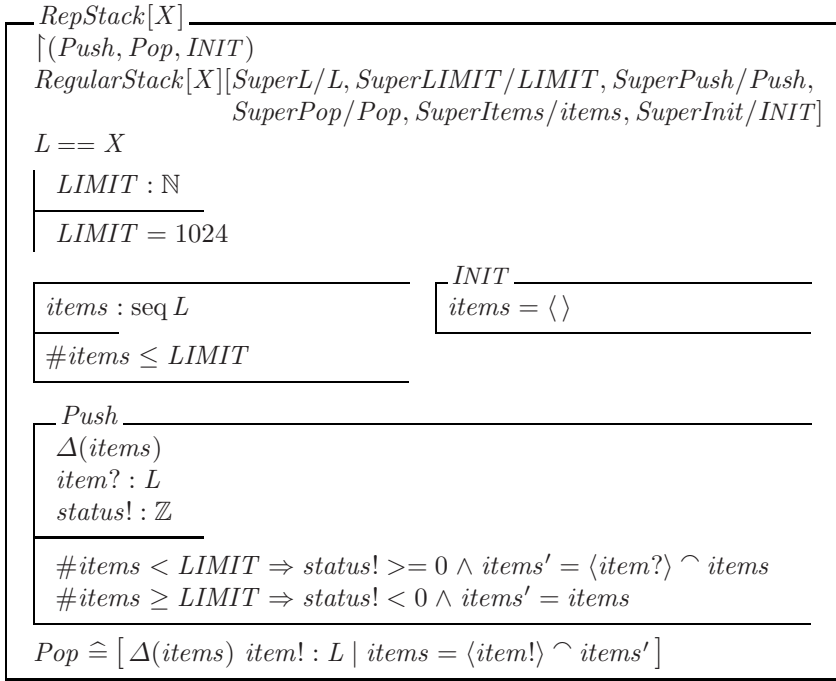 RepStack[X]
↾(Push, Pop, INIT)
RegularStack[X][SuperL/L, SuperLIMIT/LIMIT, SuperPush/Push,
SuperPop/Pop, SuperItems/items, SuperInit/INIT]
L == X
LIMIT : ℕ
LIMIT = 1024
items : seq L
#items ≤ LIMIT
INIT
items = ⟨ ⟩
Push
Δ(items)
item? : L
status! : ℤ
#items < LIMIT ⇒ status! >= 0 ∧ items′ = ⟨item?⟩ ⌢ items
#items ≥ LIMIT ⇒ status! < 0 ∧ items′ = items
Pop ≙ [ Δ(items) item! : L | items = ⟨item!⟩ ⌢ items′ ]